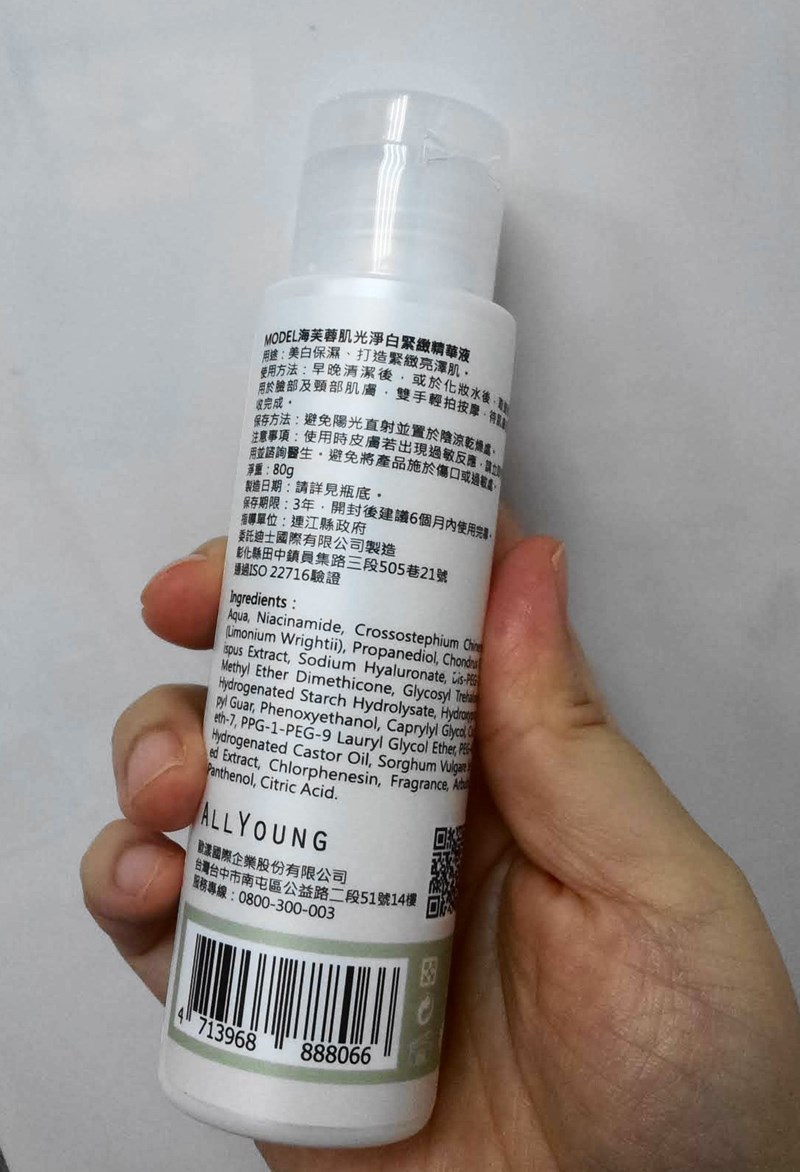 MODEL海芙蓉肌光淨白緊緻精華液
用途：美白保濕、打造緊緻亮澤肌。
使用方法：早晚清潔後，或於化妝水後，
用於臉部及頸部肌膚，雙手輕拍按摩，待肌
收完成。
保存方法：避免陽光直射並置於陰涼乾燥處。
注意事項：使用時皮膚若出現過敏反應，請立
用並諮詢醫生。避免將產品施於傷口或過敏處。
淨重：80g
製造日期：請詳見瓶底。
保存期限：3年，開封後建議6個月內使用完畢。
指導單位：連江縣政府
委託迪士國際有限公司製造
彰化縣田中鎮員集路三段505巷21號
通過ISO 22716驗證
Ingredients :
Aqua, Niacinamide, Crossostephium
(Limonium Wrightii), Propanediol,
ispus Extract, Sodium Hyaluronate,
Methyl Ether Dimethicone, Glycosyl
Hydrogenated Starch Hydrolysate,
pyl Guar, Phenoxyethanol, Caprylyl Glycol,
eth-7, PPG-1-PEG-9 Lauryl Glycol Ether,
Hydrogenated Castor Oil, Sorghum Vulgare
ed Extract, Chlorphenesin, Fragrance,
Panthenol, Citric Acid.
ALLYOUNG
歐漾國際企業股份有限公司
台灣台中市南屯區公益路二段51號14樓
服務專線：0800-300-003
4 713968 888066